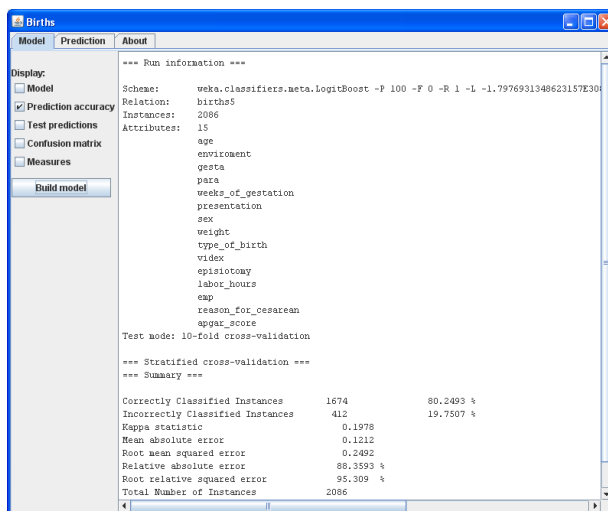 Births
Model Prediction About
Display:
Model
Prediction accuracy
Test predictions
Confusion matrix
Measures
Build model
=== Run information ===
Scheme: weka.classifiers.meta.LogitBoost -P 100 -F 0 -R 1 -L -1.7976931348623157E308
Relation: births5
Instances: 2086
Attributes: 15
age
enviroment
gesta
para
weeks_of_gestation
presentation
sex
weight
type_of_birth
videx
episiotomy
labor_hours
emp
reason_for_cesarean
apgar_score
Test mode: 10-fold cross-validation
=== Stratified cross-validation ===
=== Summary ===
Correctly Classified Instances 1674 80.2493 %
Incorrectly Classified Instances 412 19.7507 %
Kappa statistic 0.1978
Mean absolute error 0.1212
Root mean squared error 0.2492
Relative absolute error 88.3593 %
Root relative squared error 95.309 %
Total Number of Instances 2086